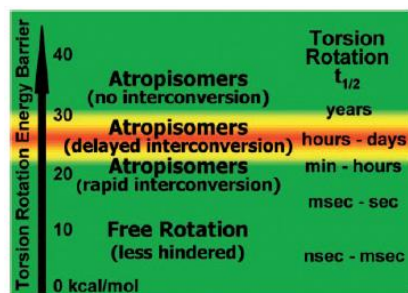 Torsion Rotation Energy Barrier
40
30
20
10
0 kcal/mol
Atropisomers
(no interconversion)
Atropisomers
(delayed interconversion)
Atropisomers
(rapid interconversion)
Free Rotation
(less hindered)
Torsion
Rotation
t1/2
years
hours - days
min - hours
msec - sec
nsec - msec